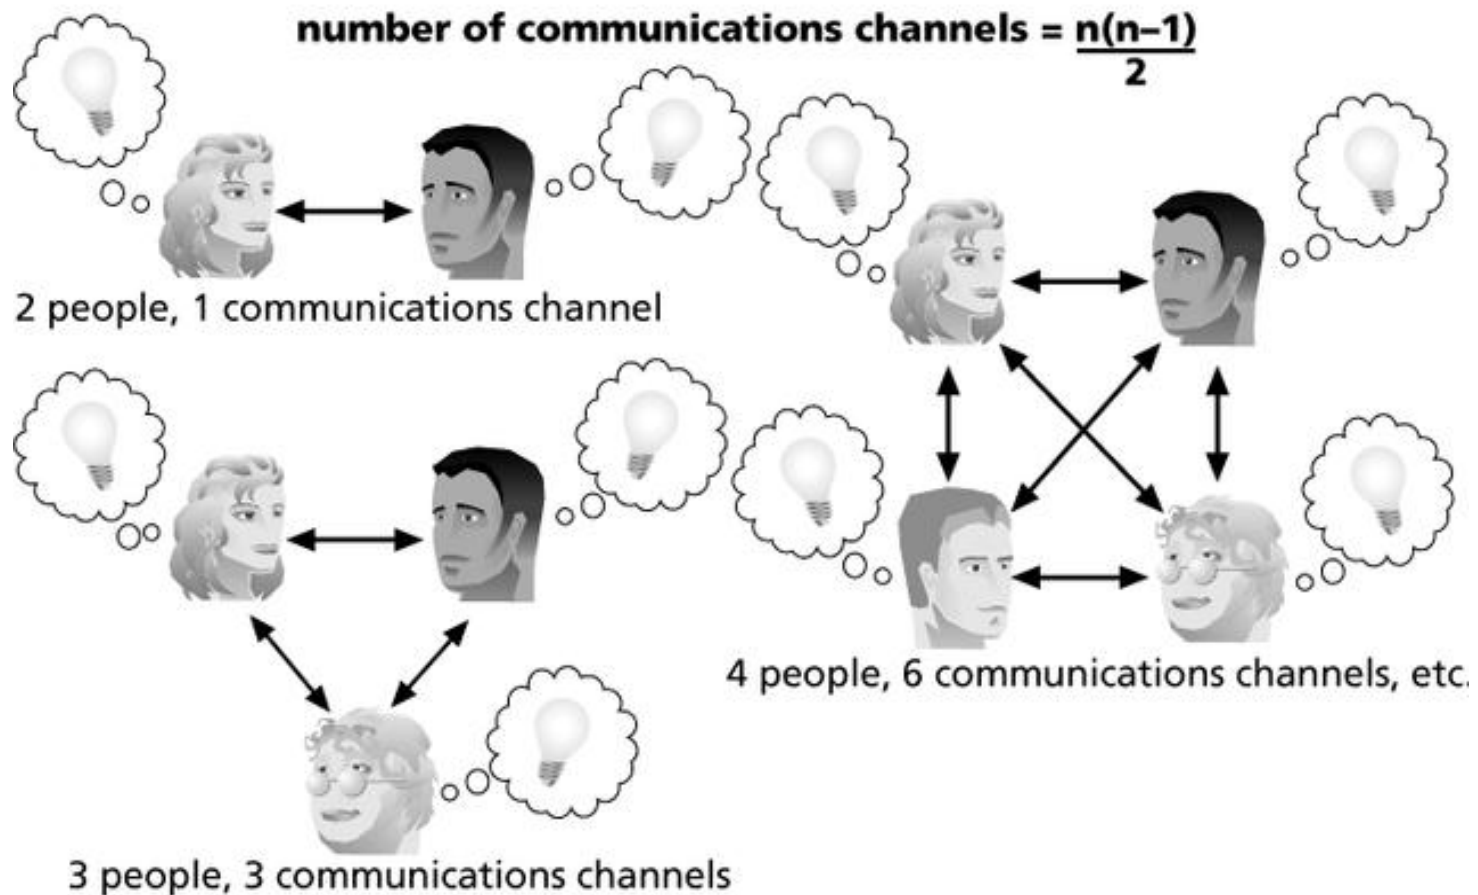 number of communications channels = n(n–1)
2
2 people, 1 communications channel
4 people, 6 communications channels, etc.
3 people, 3 communications channels